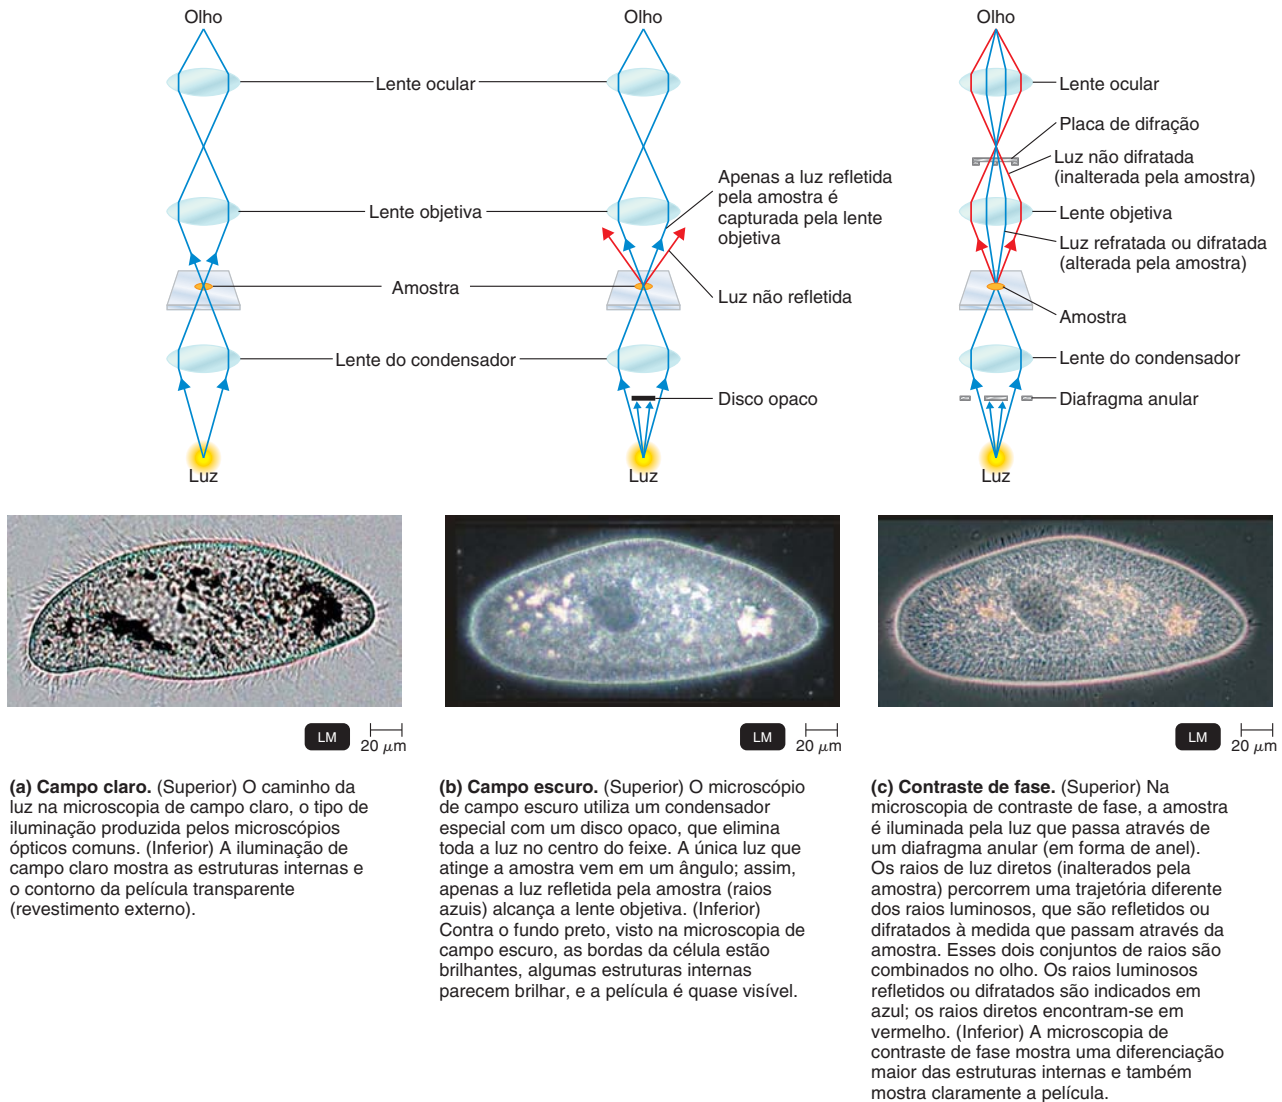 Olho
Olho
Olho
Lente ocular
Lente ocular
Placa de difração
Luz não difratada
(inalterada pela amostra)
Apenas a luz refletida
pela amostra é
capturada pela lente
objetiva
Lente objetiva
Lente objetiva
Luz refratada ou difratada
(alterada pela amostra)
Amostra
Luz não refletida
Amostra
Lente do condensador
Lente do condensador
Disco opaco
Diafragma anular
Luz
Luz
Luz
LM
20 μm
LM
20 μm
LM
20 μm
(a) Campo claro. (Superior) O caminho da
luz na microscopia de campo claro, o tipo de
iluminação produzida pelos microscópios
ópticos comuns. (Inferior) A iluminação de
campo claro mostra as estruturas internas e
o contorno da película transparente
(revestimento externo).
(b) Campo escuro. (Superior) O microscópio
de campo escuro utiliza um condensador
especial com um disco opaco, que elimina
toda a luz no centro do feixe. A única luz que
atinge a amostra vem em um ângulo; assim,
apenas a luz refletida pela amostra (raios
azuis) alcança a lente objetiva. (Inferior)
Contra o fundo preto, visto na microscopia de
campo escuro, as bordas da célula estão
brilhantes, algumas estruturas internas
parecem brilhar, e a película é quase visível.
(c) Contraste de fase. (Superior) Na
microscopia de contraste de fase, a amostra
é iluminada pela luz que passa através de
um diafragma anular (em forma de anel).
Os raios de luz diretos (inalterados pela
amostra) percorrem uma trajetória diferente
dos raios luminosos, que são refletidos ou
difratados à medida que passam através da
amostra. Esses dois conjuntos de raios são
combinados no olho. Os raios luminosos
refletidos ou difratados são indicados em
azul; os raios diretos encontram-se em
vermelho. (Inferior) A microscopia de
contraste de fase mostra uma diferenciação
maior das estruturas internas e também
mostra claramente a película.